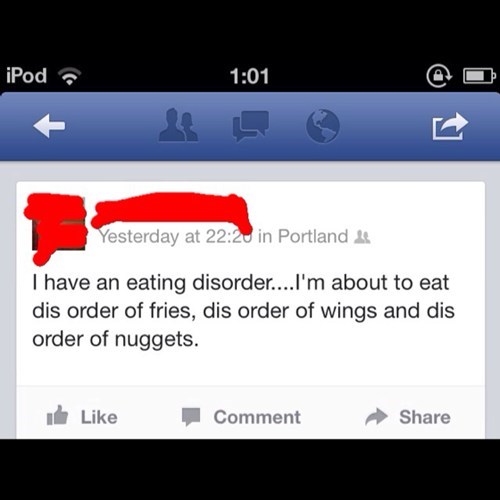 iPod
1:01
Yesterday at 22:20 in Portland
I have an eating disorder....I'm about to eat
dis order of fries, dis order of wings and dis
order of nuggets.
Like
Comment
Share